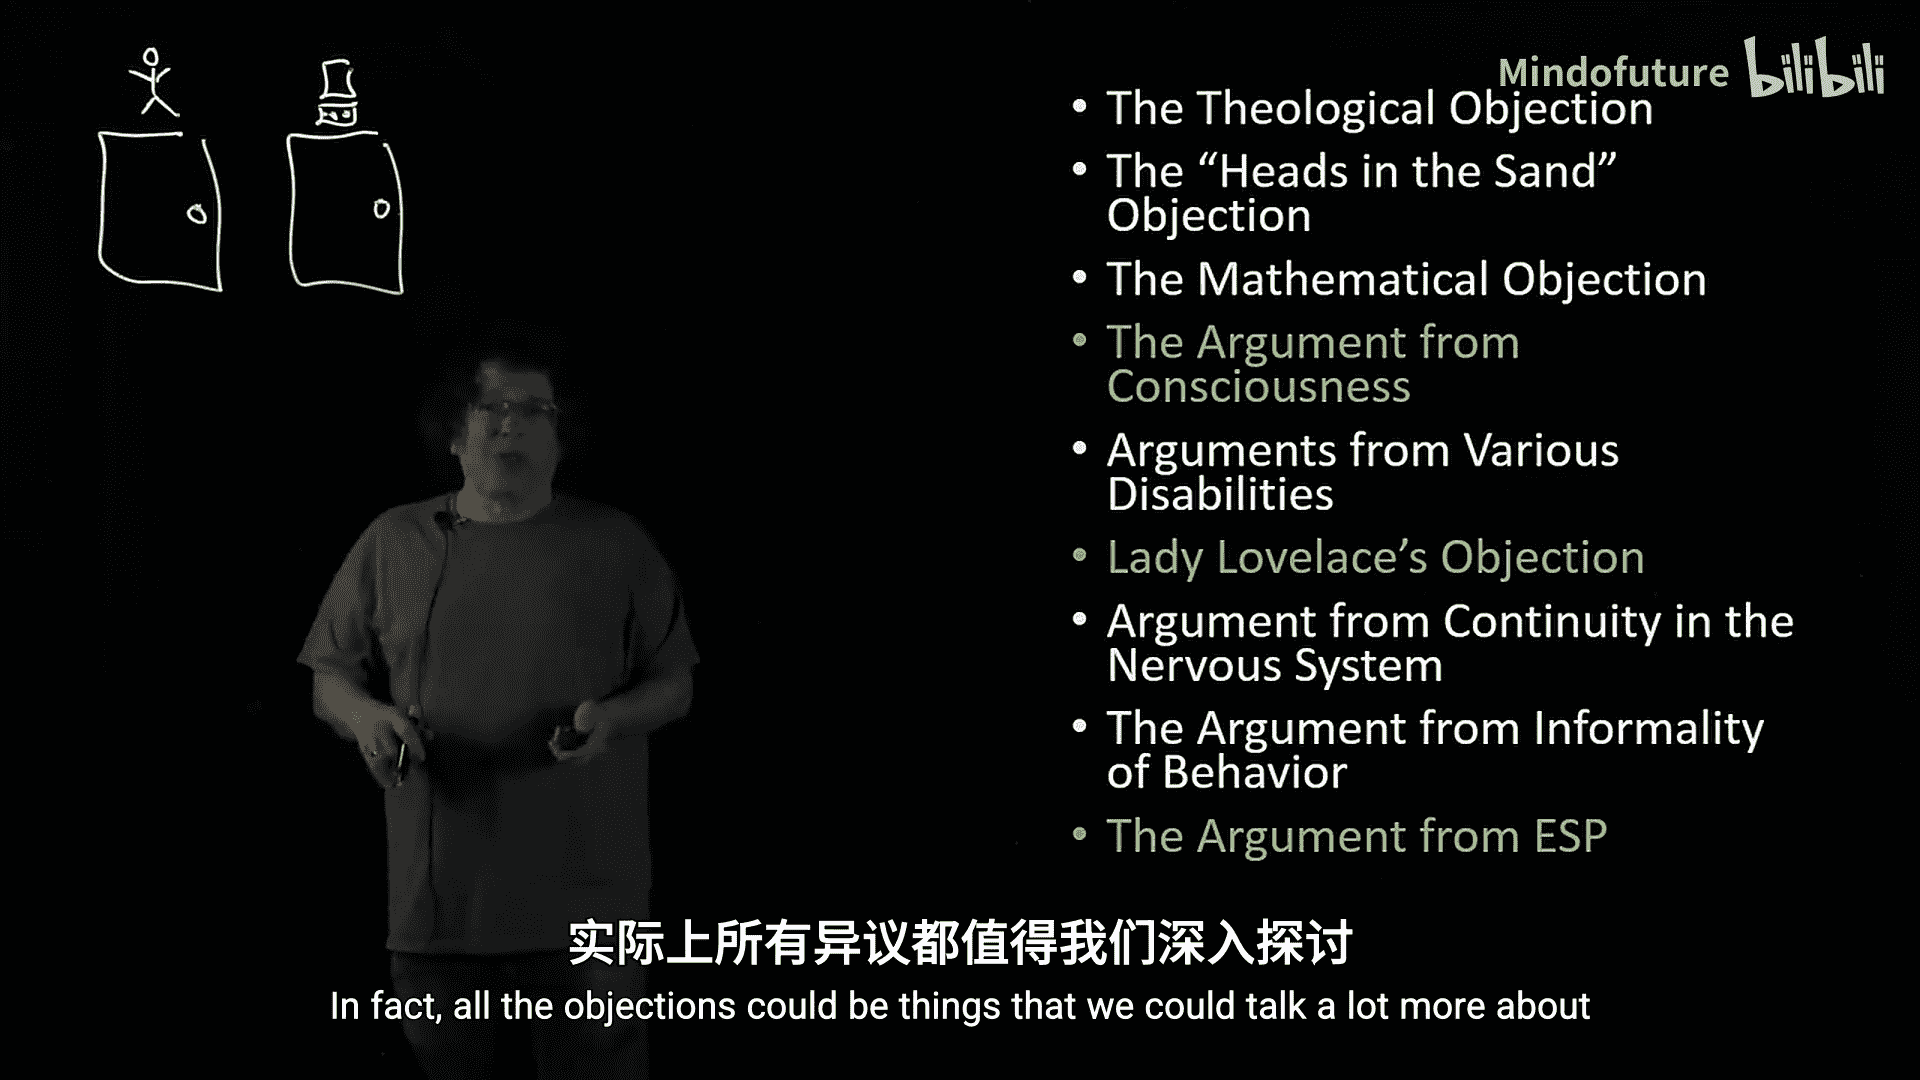 Mindofuture bilibili
• The Theological Objection
• The “Heads in the Sand”
Objection
• The Mathematical Objection
• The Argument from
Consciousness
• Arguments from Various
Disabilities
• Lady Lovelace’s Objection
• Argument from Continuity in the
Nervous System
• The Argument from Informality
of Behavior
• The Argument from ESP
实际上所有异议都值得我们深入探讨
In fact, all the objections could be things that we could talk a lot more about